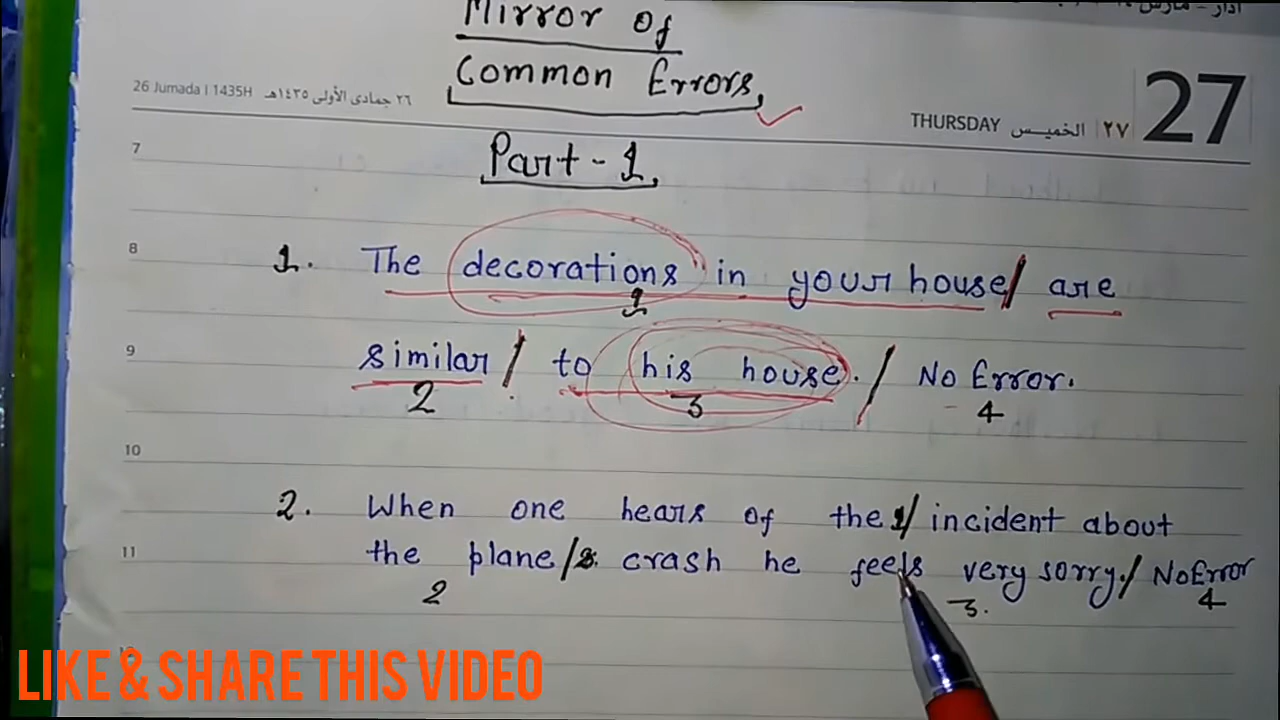 Mirror of
Common Errors,
26 Jumada I 1435H ٢٦ جمادى الأولى ١٤٣٥هـ
THURSDAY الخميس ٢٧ 27
7
Part-1
8
1. The decorations in your house/ are
1
9
similar/ to his house./ No Error.
2 3 4
10
2. When one hears of the 1/ incident about
11
the plane/ crash he feels very sorry./ No Error
2 3. 4
LIKE & SHARE THIS VIDEO